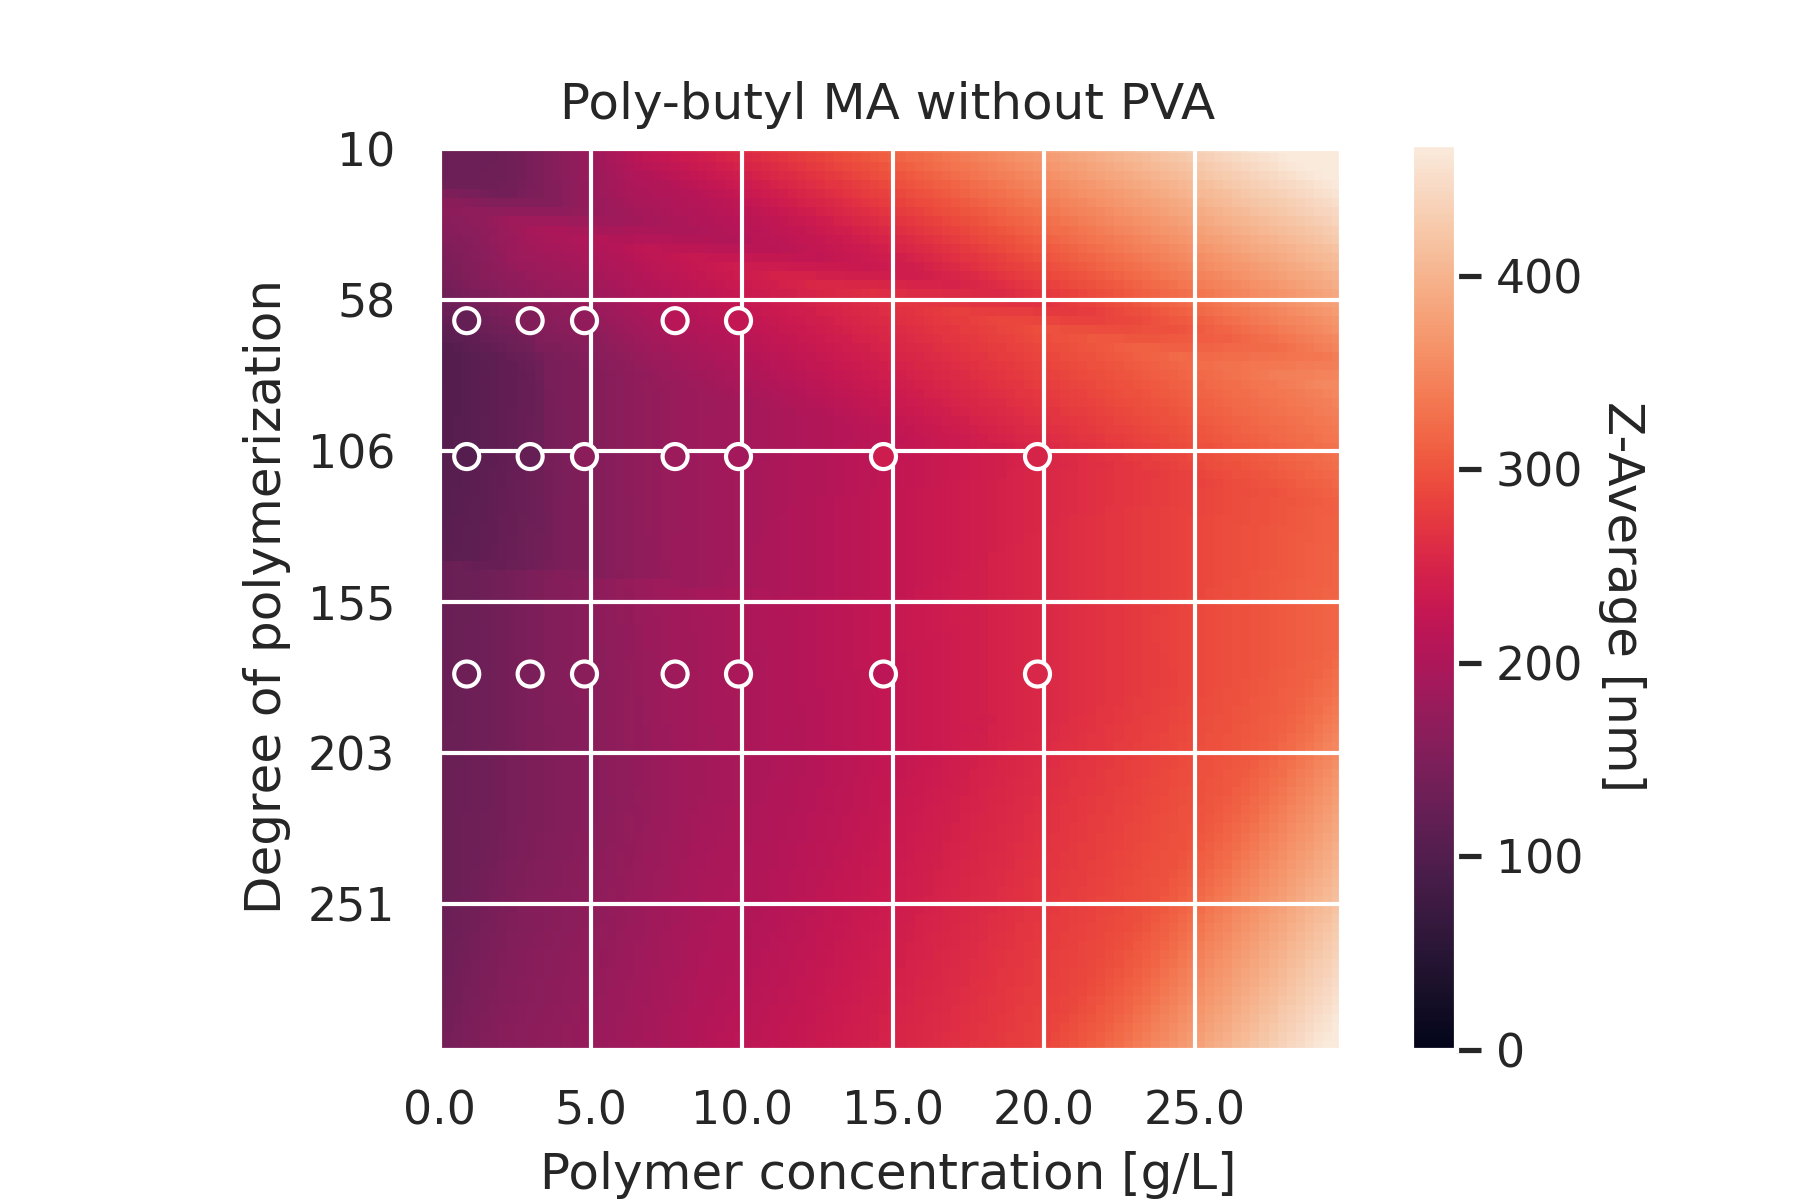 Poly-butyl MA without PVA
10
58
106
155
203
251
Degree of polymerization
0.0 5.0 10.0 15.0 20.0 25.0
Polymer concentration [g/L]
400
300
200
100
0
Z-Average [nm]